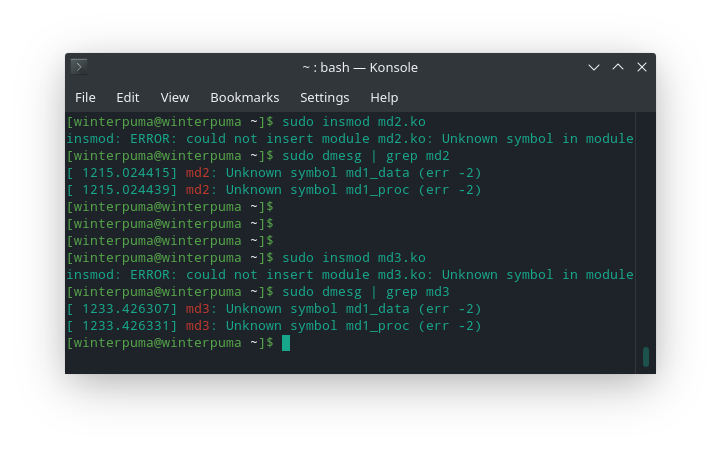 ~ : bash — Konsole
File Edit View Bookmarks Settings Help
[winterpuma@winterpuma ~]$ sudo insmod md2.ko
insmod: ERROR: could not insert module md2.ko: Unknown symbol in module
[winterpuma@winterpuma ~]$ sudo dmesg | grep md2
[ 1215.024415] md2: Unknown symbol md1_data (err -2)
[ 1215.024439] md2: Unknown symbol md1_proc (err -2)
[winterpuma@winterpuma ~]$
[winterpuma@winterpuma ~]$
[winterpuma@winterpuma ~]$
[winterpuma@winterpuma ~]$ sudo insmod md3.ko
insmod: ERROR: could not insert module md3.ko: Unknown symbol in module
[winterpuma@winterpuma ~]$ sudo dmesg | grep md3
[ 1233.426307] md3: Unknown symbol md1_data (err -2)
[ 1233.426331] md3: Unknown symbol md1_proc (err -2)
[winterpuma@winterpuma ~]$